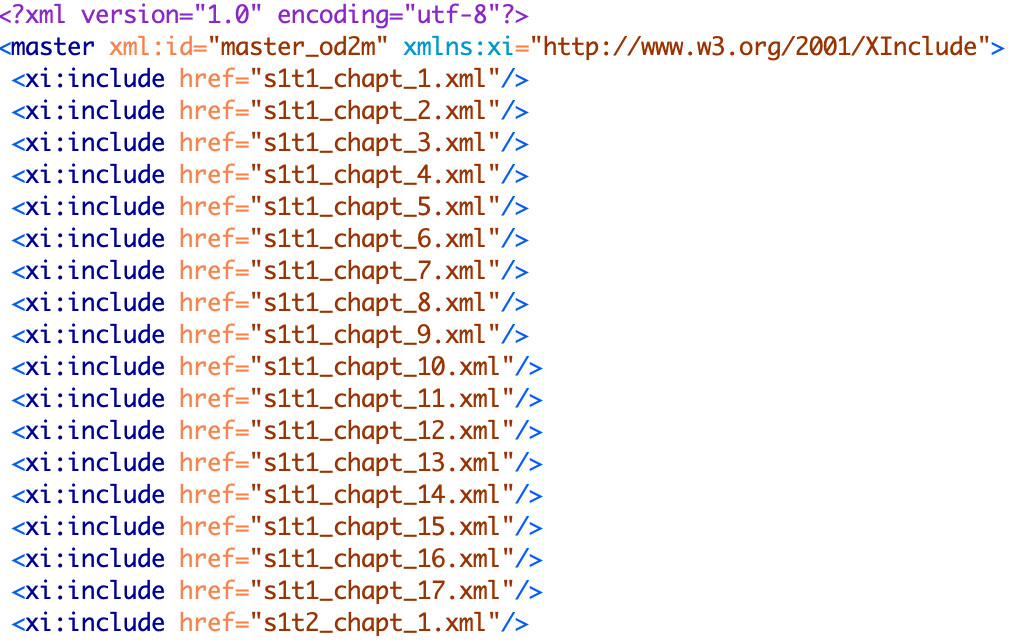 <?xml version="1.0" encoding="utf-8"?>
<master xml:id="master_od2m" xmlns:xi="http://www.w3.org/2001/XInclude">
<xi:include href="s1t1_chapt_1.xml"/>
<xi:include href="s1t1_chapt_2.xml"/>
<xi:include href="s1t1_chapt_3.xml"/>
<xi:include href="s1t1_chapt_4.xml"/>
<xi:include href="s1t1_chapt_5.xml"/>
<xi:include href="s1t1_chapt_6.xml"/>
<xi:include href="s1t1_chapt_7.xml"/>
<xi:include href="s1t1_chapt_8.xml"/>
<xi:include href="s1t1_chapt_9.xml"/>
<xi:include href="s1t1_chapt_10.xml"/>
<xi:include href="s1t1_chapt_11.xml"/>
<xi:include href="s1t1_chapt_12.xml"/>
<xi:include href="s1t1_chapt_13.xml"/>
<xi:include href="s1t1_chapt_14.xml"/>
<xi:include href="s1t1_chapt_15.xml"/>
<xi:include href="s1t1_chapt_16.xml"/>
<xi:include href="s1t1_chapt_17.xml"/>
<xi:include href="s1t2_chapt_1.xml"/>